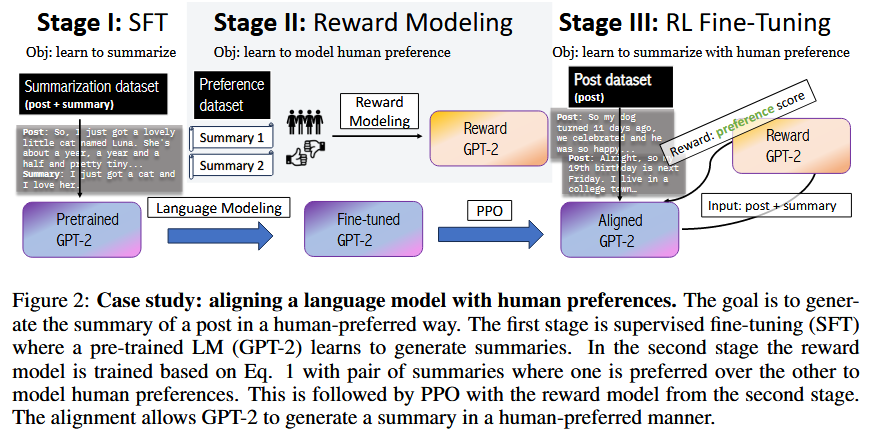 Stage I: SFT
Obj: learn to summarize
Summarization dataset
(post + summary)
Post: So, I just got a lovely
little cat named Luna. She's
about a year, a year and a
half and pretty tiny...
Summary: I just got a cat and
I love her.
Pretrained
GPT-2
Language Modeling
Stage II: Reward Modeling
Obj: learn to model human preference
Preference
dataset
Summary 1
Summary 2
Reward
Modeling
Reward
GPT-2
Fine-tuned
GPT-2
PPO
Stage III: RL Fine-Tuning
Obj: learn to summarize with human preference
Post dataset
(post)
Post: So my dog
turned 11 days ago,
we celebrated and he
was so happy...
Post: Alright, so m
19th birthday is next
Friday. I live in a
college town…
Reward: preference score
Reward
GPT-2
Input: post + summary
Aligned
GPT-2
Figure 2: Case study: aligning a language model with human preferences. The goal is to gener-
ate the summary of a post in a human-preferred way. The first stage is supervised fine-tuning (SFT)
where a pre-trained LM (GPT-2) learns to generate summaries. In the second stage the reward
model is trained based on Eq. 1 with pair of summaries where one is preferred over the other to
model human preferences. This is followed by PPO with the reward model from the second stage.
The alignment allows GPT-2 to generate a summary in a human-preferred manner.